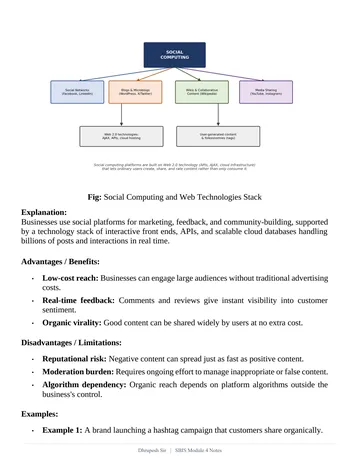 SOCIAL
COMPUTING
Social Networks
(Facebook, LinkedIn)
Blogs & Microblogs
(WordPress, X/Twitter)
Wikis & Collaborative
Content (Wikipedia)
Media Sharing
(YouTube, Instagram)
Web 2.0 technologies:
AJAX, APIs, cloud hosting
User-generated content
& folksonomy (tags)
Social computing platforms are built on Web 2.0 technology (APIs, AJAX, cloud infrastructure)
that lets ordinary users create, share, and rate content rather than only consume it.
Fig: Social Computing and Web Technologies Stack
Explanation:
Businesses use social platforms for marketing, feedback, and community-building, supported
by a technology stack of interactive front ends, APIs, and scalable cloud databases handling
billions of posts and interactions in real time.
Advantages / Benefits:
• Low-cost reach: Businesses can engage large audiences without traditional advertising
costs.
• Real-time feedback: Comments and reviews give instant visibility into customer
sentiment.
• Organic virality: Good content can be shared widely by users at no extra cost.
Disadvantages / Limitations:
• Reputational risk: Negative content can spread just as fast as positive content.
• Moderation burden: Requires ongoing effort to manage inappropriate or false content.
• Algorithm dependency: Organic reach depends on platform algorithms outside the
business's control.
Examples:
• Example 1: A brand launching a hashtag campaign that customers share organically.
Dhrupesh Sir | HBIS Module 4 Notes